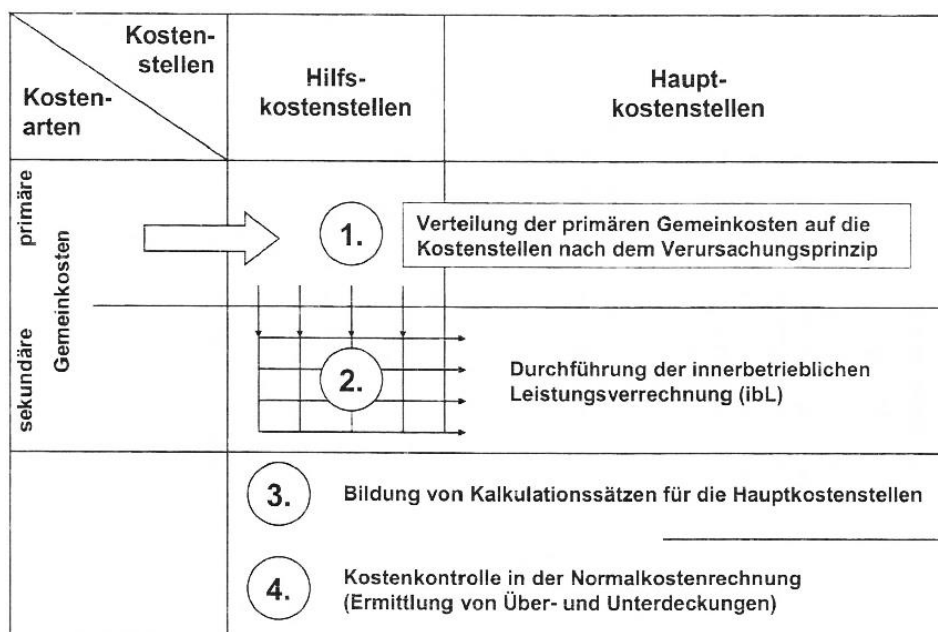 Kosten-
stellen
Kosten-
arten
Hilfs-
kostenstellen
Haupt-
kostenstellen
primäre
sekundäre
Gemeinkosten
1.
Verteilung der primären Gemeinkosten auf die
Kostenstellen nach dem Verursachungsprinzip
2.
Durchführung der innerbetrieblichen
Leistungsverrechnung (ibL)
3.
Bildung von Kalkulationssätzen für die Hauptkostenstellen
4.
Kostenkontrolle in der Normalkostenrechnung
(Ermittlung von Über- und Unterdeckungen)